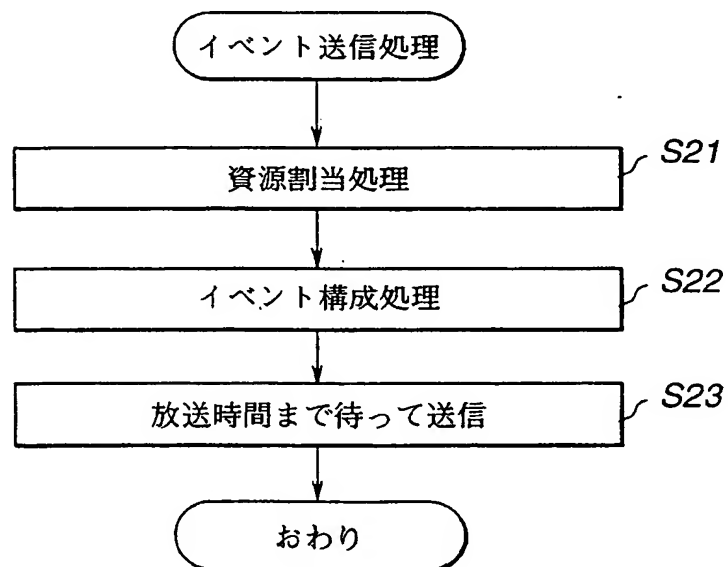 イベント送信処理
資源割当処理
S21
イベント構成処理
S22
放送時間まで待って送信
S23
おわり